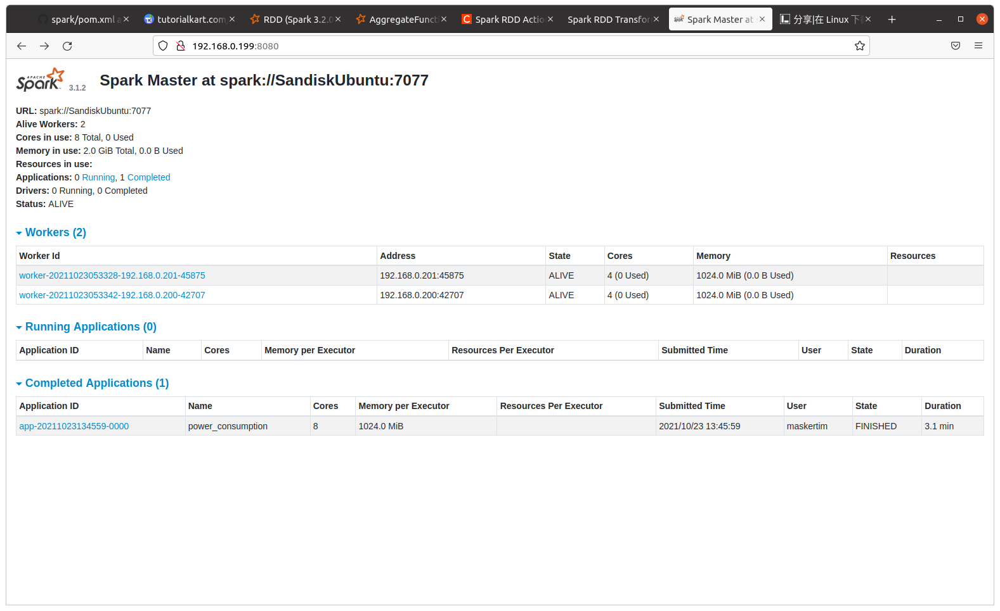 spark/pom.xml a
tutorialkart.com
RDD (Spark 3.2.0
AggregateFuncti
Spark RDD Actio
Spark RDD Transfor
Spark Master at
分享|在 Linux 下
192.168.0.199:8080
APACHE Spark 3.1.2 Spark Master at spark://SandiskUbuntu:7077
URL: spark://SandiskUbuntu:7077
Alive Workers: 2
Cores in use: 8 Total, 0 Used
Memory in use: 2.0 GiB Total, 0.0 B Used
Resources in use:
Applications: 0 Running, 1 Completed
Drivers: 0 Running, 0 Completed
Status: ALIVE
Workers (2)
Worker Id Address State Cores Memory Resources
worker-20211023053328-192.168.0.201-45875 192.168.0.201:45875 ALIVE 4 (0 Used) 1024.0 MiB (0.0 B Used)
worker-20211023053342-192.168.0.200-42707 192.168.0.200:42707 ALIVE 4 (0 Used) 1024.0 MiB (0.0 B Used)
Running Applications (0)
Application ID Name Cores Memory per Executor Resources Per Executor Submitted Time User State Duration
Completed Applications (1)
Application ID Name Cores Memory per Executor Resources Per Executor Submitted Time User State Duration
app-20211023134559-0000 power_consumption 8 1024.0 MiB 2021/10/23 13:45:59 maskertim FINISHED 3.1 min